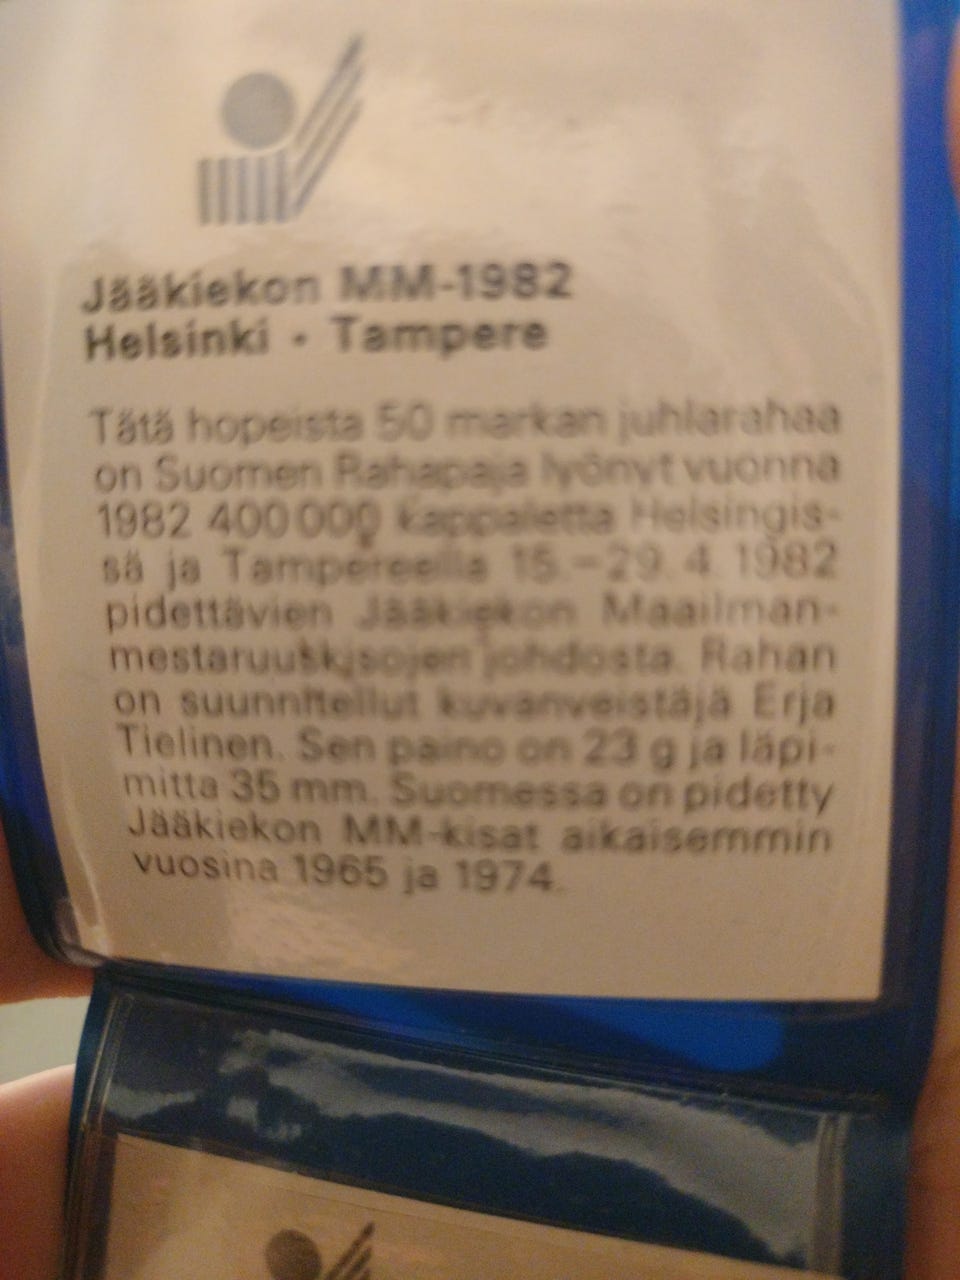 Jääkiekon MM-1982
Helsinki · Tampere
Tätä hopeista 50 markan juhlarahaa
on Suomen Rahapaja lyönyt vuonna
1982 400 000 kappaletta Helsingis-
sä ja Tampereella 15.–29. 4. 1982
pidettävien Jääkiekon Maailman-
mestaruuskisojen johdosta. Rahan
on suunnitellut kuvanveistäjä Erja
Tielinen. Sen paino on 23 g ja läpi-
mitta 35 mm. Suomessa on pidetty
Jääkiekon MM-kisat aikaisemmin
vuosina 1965 ja 1974.